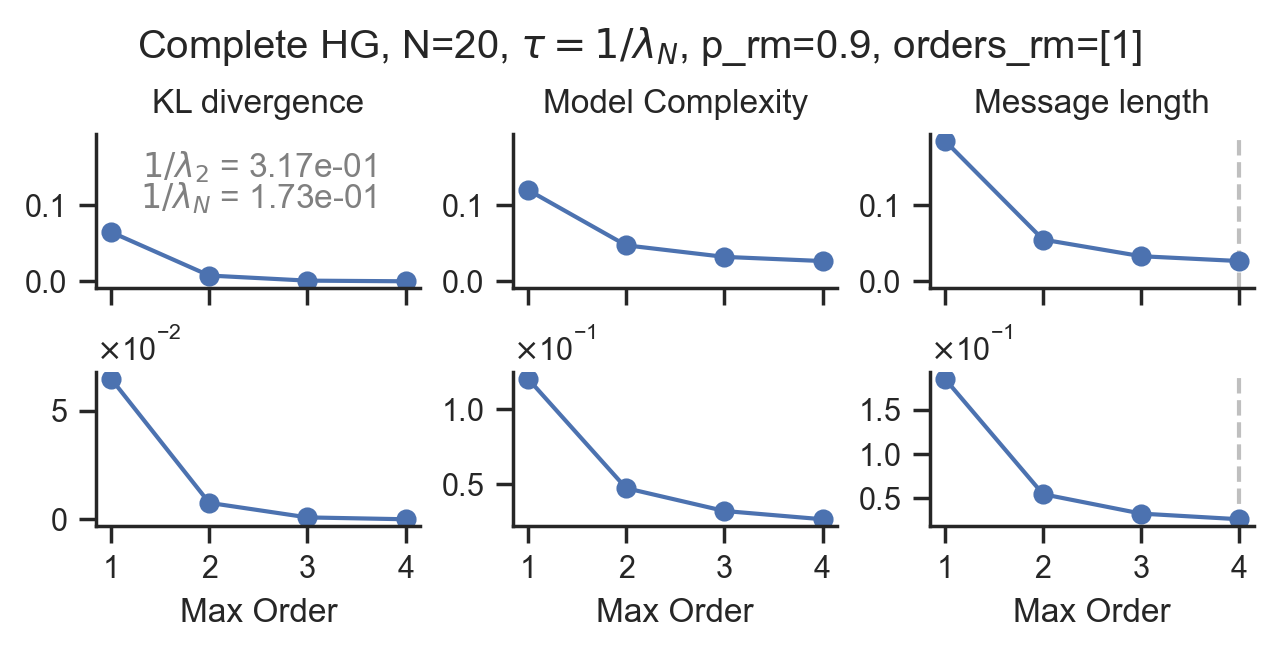 Complete HG, N=20, τ = 1/λ_N, p_rm=0.9, orders_rm=[1]
KL divergence
Model Complexity
Message length
1/λ₂ = 3.17e-01
1/λ_N = 1.73e-01
0.1
0.0
0.1
0.0
0.1
0.0
×10⁻²
×10⁻¹
×10⁻¹
5
0
1.0
0.5
1.5
1.0
0.5
1 2 3 4
1 2 3 4
1 2 3 4
Max Order
Max Order
Max Order